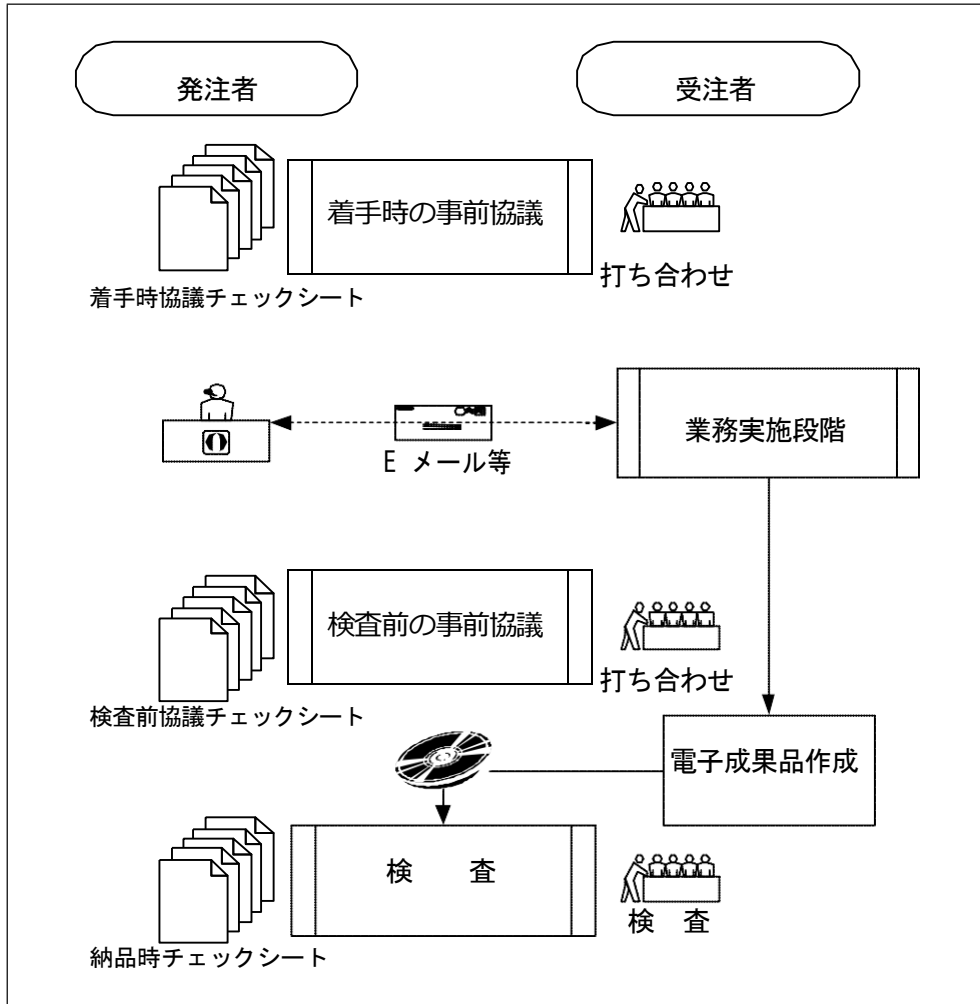 発注者
受注者
着手時の事前協議
打ち合わせ
着手時協議チェックシート
業務実施段階
E メール等
検査前の事前協議
打ち合わせ
検査前協議チェックシート
電子成果品作成
検　査
検　査
納品時チェックシート